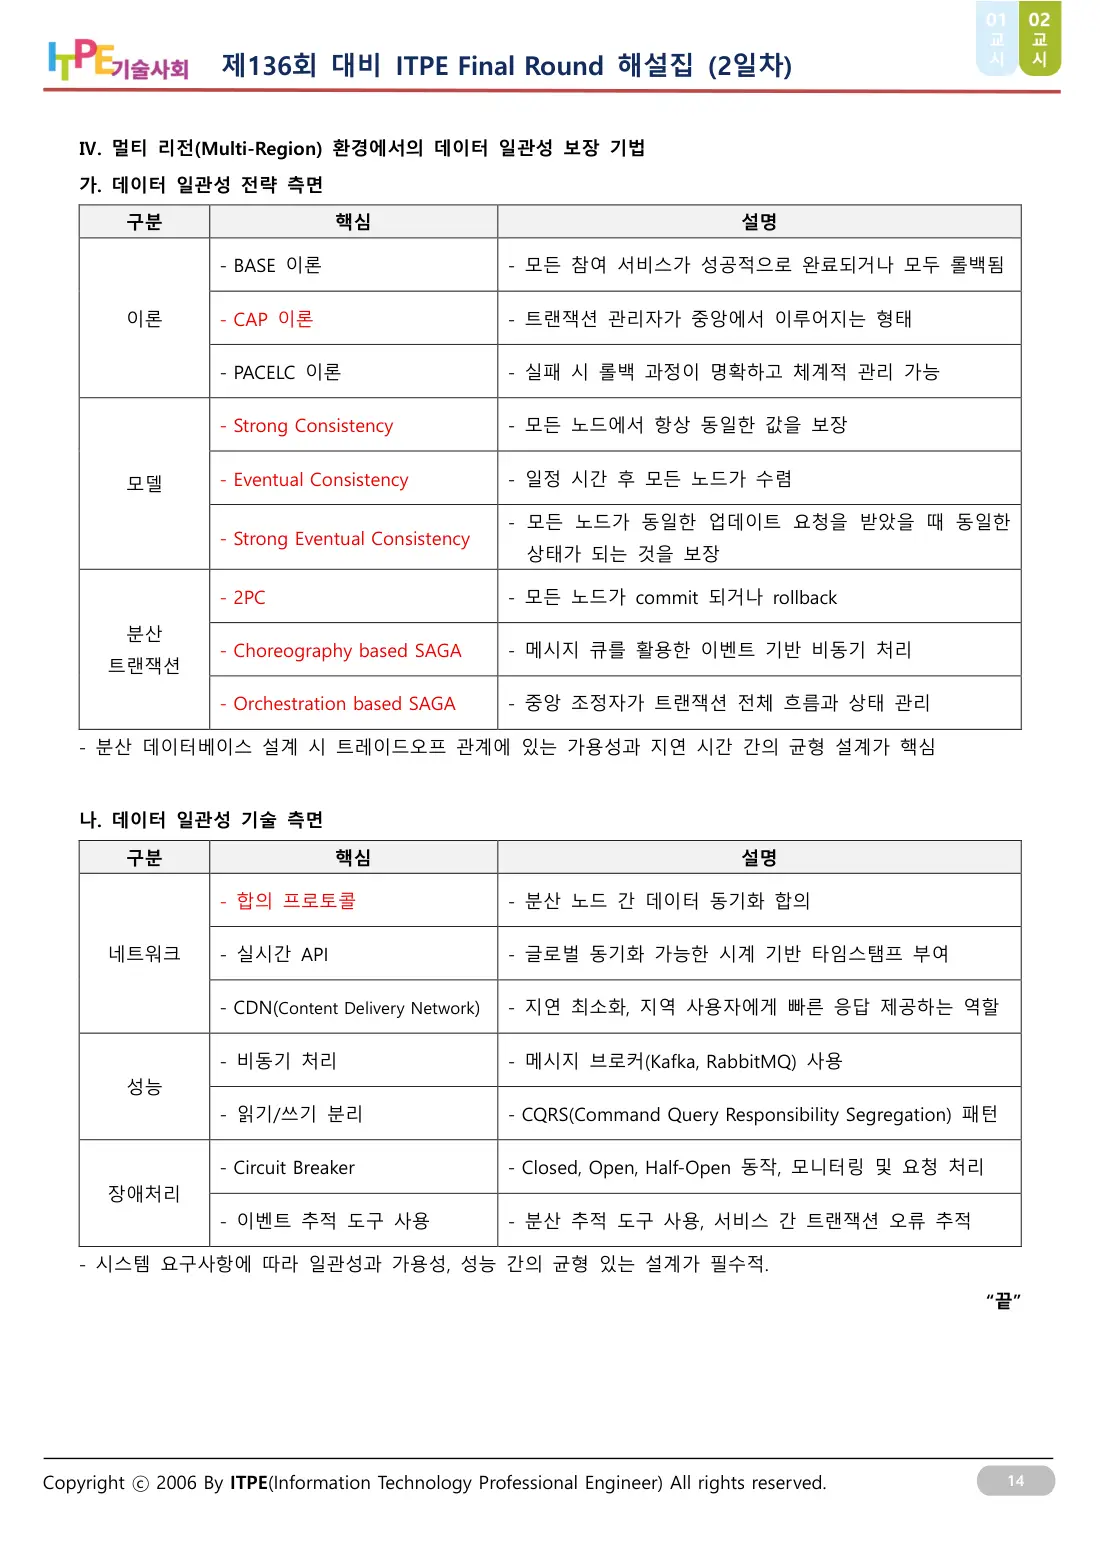 01
교
시
02
교
시
ITPE기술사회 제136회 대비 ITPE Final Round 해설집 (2일차)
Ⅳ. 멀티 리전(Multi-Region) 환경에서의 데이터 일관성 보장 기법
가. 데이터 일관성 전략 측면
구분 핵심 설명
이론
- BASE 이론 - 모든 참여 서비스가 성공적으로 완료되거나 모두 롤백됨
- CAP 이론 - 트랜잭션 관리자가 중앙에서 이루어지는 형태
- PACELC 이론 - 실패 시 롤백 과정이 명확하고 체계적 관리 가능
모델
- Strong Consistency - 모든 노드에서 항상 동일한 값을 보장
- Eventual Consistency - 일정 시간 후 모든 노드가 수렴
- Strong Eventual Consistency - 모든 노드가 동일한 업데이트 요청을 받았을 때 동일한
상태가 되는 것을 보장
분산
트랜잭션
- 2PC - 모든 노드가 commit 되거나 rollback
- Choreography based SAGA - 메시지 큐를 활용한 이벤트 기반 비동기 처리
- Orchestration based SAGA - 중앙 조정자가 트랜잭션 전체 흐름과 상태 관리
- 분산 데이터베이스 설계 시 트레이드오프 관계에 있는 가용성과 지연 시간 간의 균형 설계가 핵심
나. 데이터 일관성 기술 측면
구분 핵심 설명
네트워크
- 합의 프로토콜 - 분산 노드 간 데이터 동기화 합의
- 실시간 API - 글로벌 동기화 가능한 시계 기반 타임스탬프 부여
- CDN(Content Delivery Network) - 지연 최소화, 지역 사용자에게 빠른 응답 제공하는 역할
성능
- 비동기 처리 - 메시지 브로커(Kafka, RabbitMQ) 사용
- 읽기/쓰기 분리 - CQRS(Command Query Responsibility Segregation) 패턴
장애처리
- Circuit Breaker - Closed, Open, Half-Open 동작, 모니터링 및 요청 처리
- 이벤트 추적 도구 사용 - 분산 추적 도구 사용, 서비스 간 트랜잭션 오류 추적
- 시스템 요구사항에 따라 일관성과 가용성, 성능 간의 균형 있는 설계가 필수적.
“끝”
Copyright ⓒ 2006 By ITPE(Information Technology Professional Engineer) All rights reserved.
14